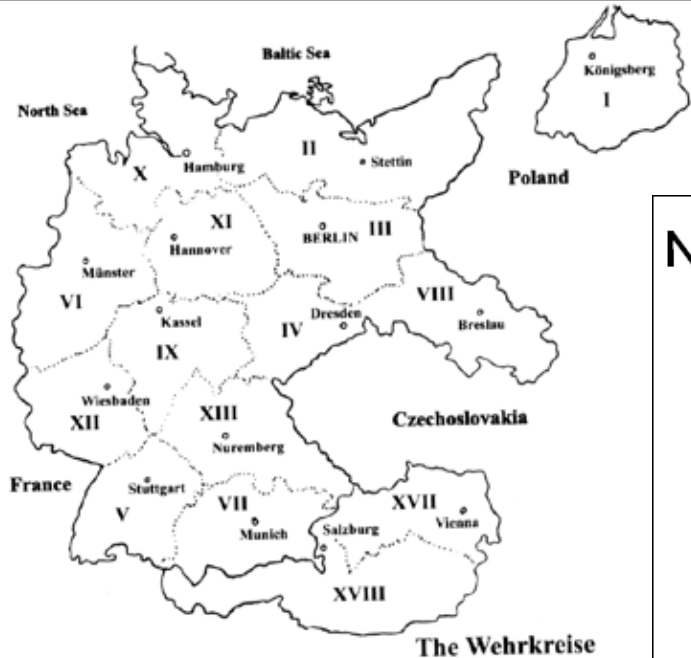 Baltic Sea
Königsberg
I
North Sea
II
Hamburg
Stettin
X
Poland
XI
III
BERLIN
Hannover
N
Münster
VI
VIII
Dresden
Breslau
Kassel
IV
IX
Wiesbaden
XII
XIII
Czechoslovakia
Nuremberg
France
Stuttgart
V
VII
XVII
Munich
Salzburg
Vienna
XVIII
The Wehrkreise